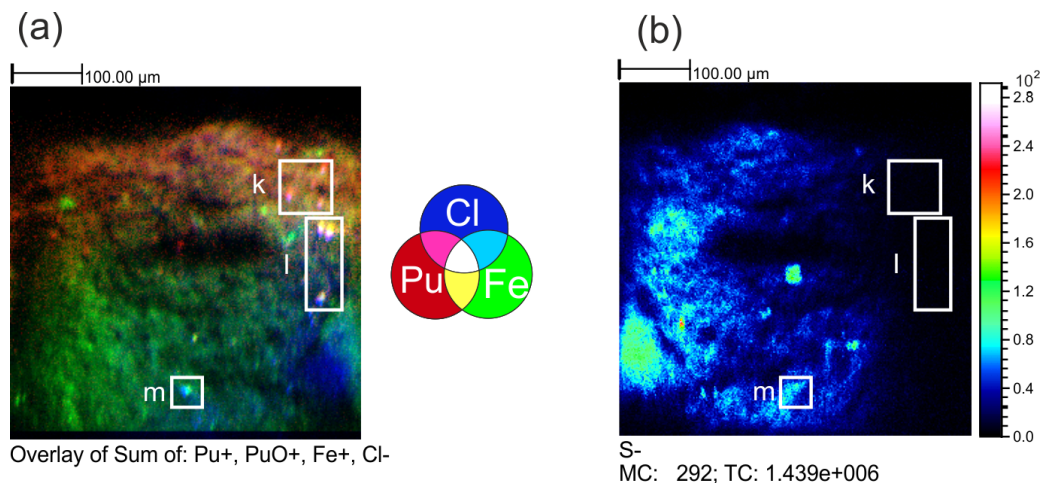 (a)
100.00 µm
k
l
m
Overlay of Sum of: Pu+, PuO+, Fe+, Cl-
Cl
Pu
Fe
(b)
100.00 µm
k
l
m
S-
MC: 292; TC: 1.439e+006
10²
2.8
2.4
2.0
1.6
1.2
0.8
0.4
0.0